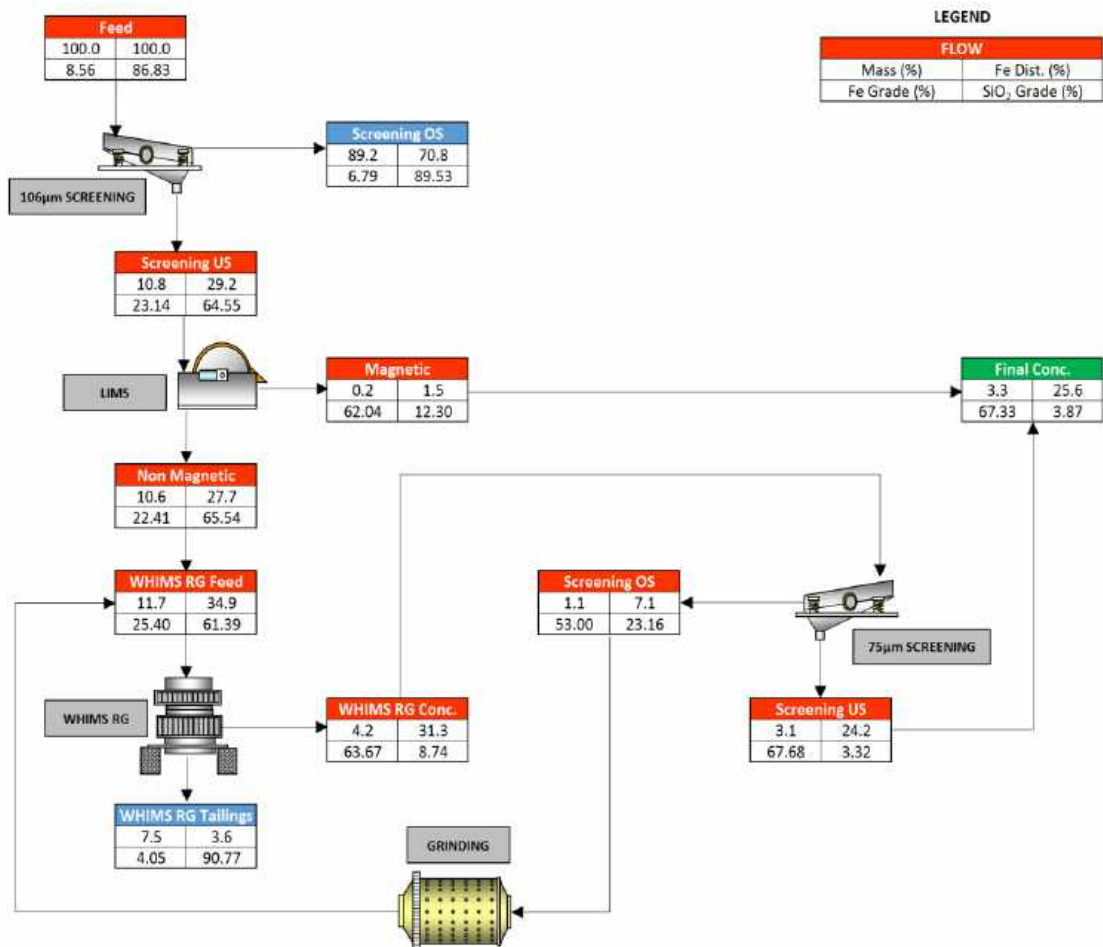 LEGEND
FLOW
Mass (%) Fe Dist. (%)
Fe Grade (%) SiO₂ Grade (%)
Feed
100.0 100.0
8.56 86.83
106µm SCREENING
Screening OS
89.2 70.8
6.79 89.53
Screening US
10.8 29.2
23.14 64.55
LIMS
Magnetic
0.2 1.5
62.04 12.30
Final Conc.
3.3 25.6
67.33 3.87
Non Magnetic
10.6 27.7
22.41 65.54
WHIMS RG Feed
11.7 34.9
25.40 61.39
Screening OS
1.1 7.1
53.00 23.16
75µm SCREENING
WHIMS RG
WHIMS RG Conc.
4.2 31.3
63.67 8.74
Screening US
3.1 24.2
67.68 3.32
WHIMS RG Tailings
7.5 3.6
4.05 90.77
GRINDING